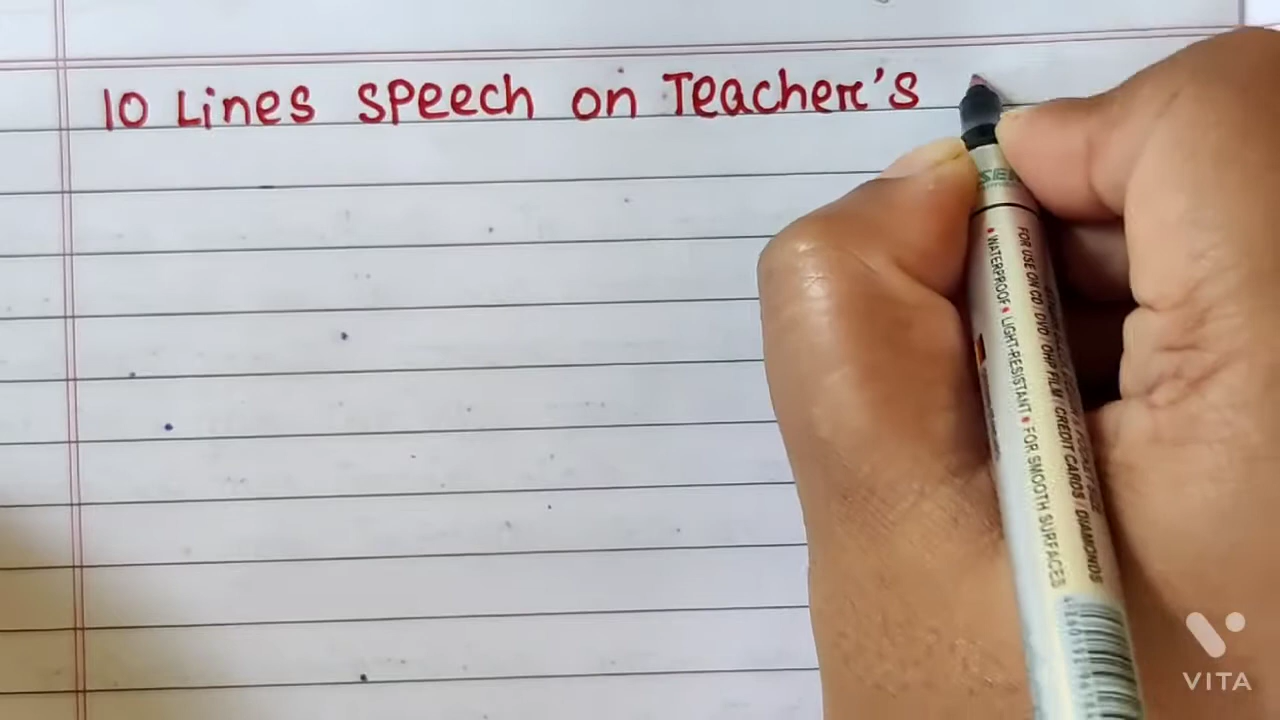 10 Lines speech on Teacher's
FOR USE ON CD / DVD / OHP FILM / CREDIT CARDS / DIAMONDS
• WATERPROOF • LIGHT-RESISTANT • FOR SMOOTH SURFACES
VITA